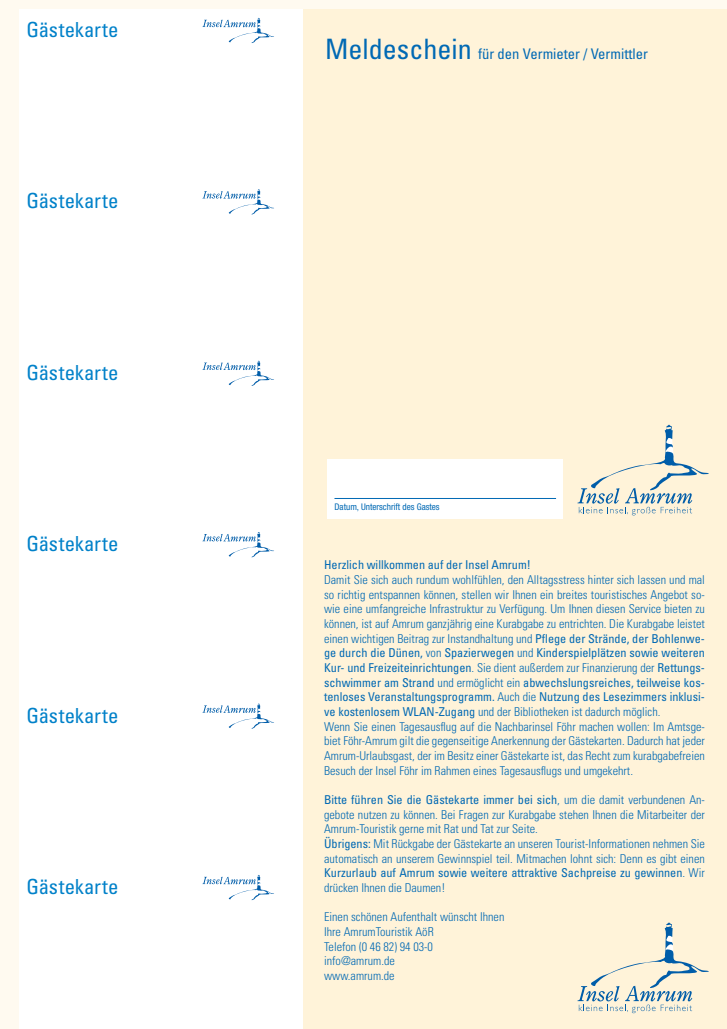 Gästekarte
Insel Amrum
Gästekarte
Insel Amrum
Gästekarte
Insel Amrum
Gästekarte
Insel Amrum
Gästekarte
Insel Amrum
Gästekarte
Insel Amrum
Meldeschein für den Vermieter / Vermittler
Datum, Unterschrift des Gastes
Insel Amrum
kleine Insel, große Freiheit
Herzlich willkommen auf der Insel Amrum!
Damit Sie sich auch rundum wohlfühlen, den Alltagsstress hinter sich lassen und mal
so richtig entspannen können, stellen wir Ihnen ein breites touristisches Angebot so-
wie eine umfangreiche Infrastruktur zu Verfügung. Um Ihnen diesen Service bieten zu
können, ist auf Amrum ganzjährig eine Kurabgabe zu entrichten. Die Kurabgabe leistet
einen wichtigen Beitrag zur Instandhaltung und Pflege der Strände, der Bohlenwe-
ge durch die Dünen, von Spazierwegen und Kinderspielplätzen sowie weiteren
Kur- und Freizeiteinrichtungen. Sie dient außerdem zur Finanzierung der Rettungs-
schwimmer am Strand und ermöglicht ein abwechslungsreiches, teilweise kos-
tenloses Veranstaltungsprogramm. Auch die Nutzung des Lesezimmers inklusi-
ve kostenlosem WLAN-Zugang und der Bibliotheken ist dadurch möglich.
Wenn Sie einen Tagesausflug auf die Nachbarinsel Föhr machen wollen: Im Amtsge-
biet Föhr-Amrum gilt die gegenseitige Anerkennung der Gästekarten. Dadurch hat jeder
Amrum-Urlaubsgast, der im Besitz einer Gästekarte ist, das Recht zum kurabgabefreien
Besuch der Insel Föhr im Rahmen eines Tagesausflugs und umgekehrt.
Bitte führen Sie die Gästekarte immer bei sich, um die damit verbundenen An-
gebote nutzen zu können. Bei Fragen zur Kurabgabe stehen Ihnen die Mitarbeiter der
Amrum-Touristik gerne mit Rat und Tat zur Seite.
Übrigens: Mit Rückgabe der Gästekarte an unseren Tourist-Informationen nehmen Sie
automatisch an unserem Gewinnspiel teil. Mitmachen lohnt sich: Denn es gibt einen
Kurzurlaub auf Amrum sowie weitere attraktive Sachpreise zu gewinnen. Wir
drücken Ihnen die Daumen!
Einen schönen Aufenthalt wünscht Ihnen
Ihre AmrumTouristik AöR
Telefon (0 46 82) 94 03-0
info@amrum.de
www.amrum.de
Insel Amrum
kleine Insel, große Freiheit